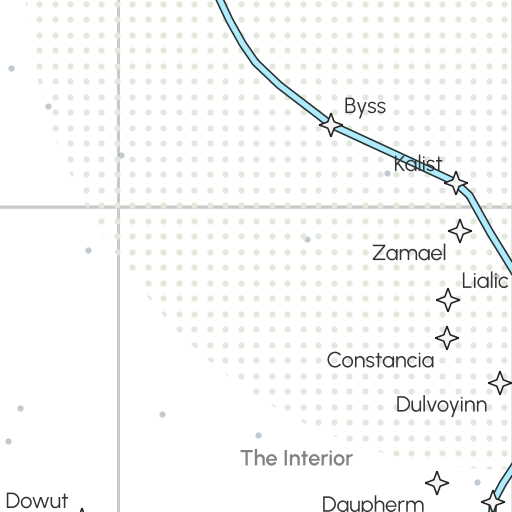 Byss
Kalist
Zamael
Lialic
Constancia
Dulvoyinn
The Interior
Dowut
Daupherm